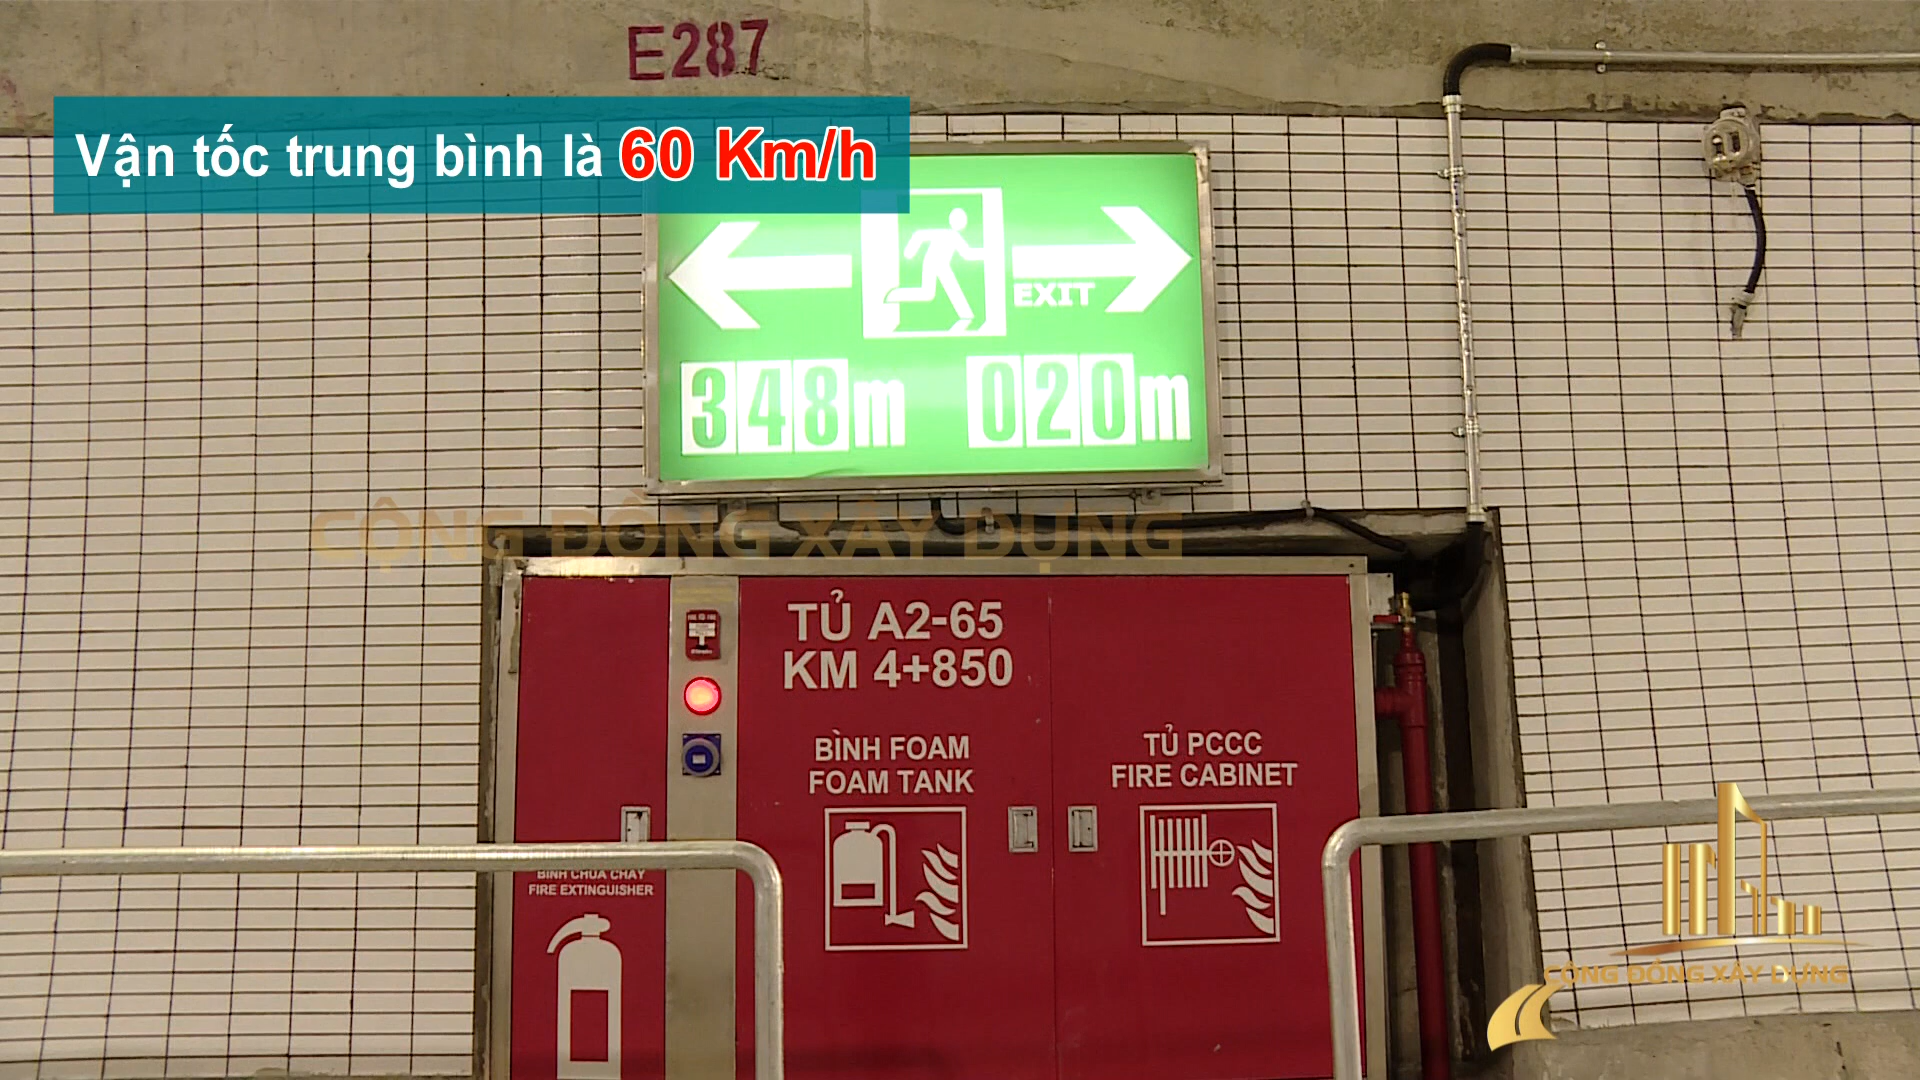 E287
Vận tốc trung bình là 60 Km/h
EXIT
348m 020m
CỘNG ĐỒNG XÂY DỰNG
TỦ A2-65
KM 4+850
BÌNH FOAM
FOAM TANK
TỦ PCCC
FIRE CABINET
BÌNH CHỮA CHÁY
FIRE EXTINGUISHER
CỘNG ĐỒNG XÂY DỰNG